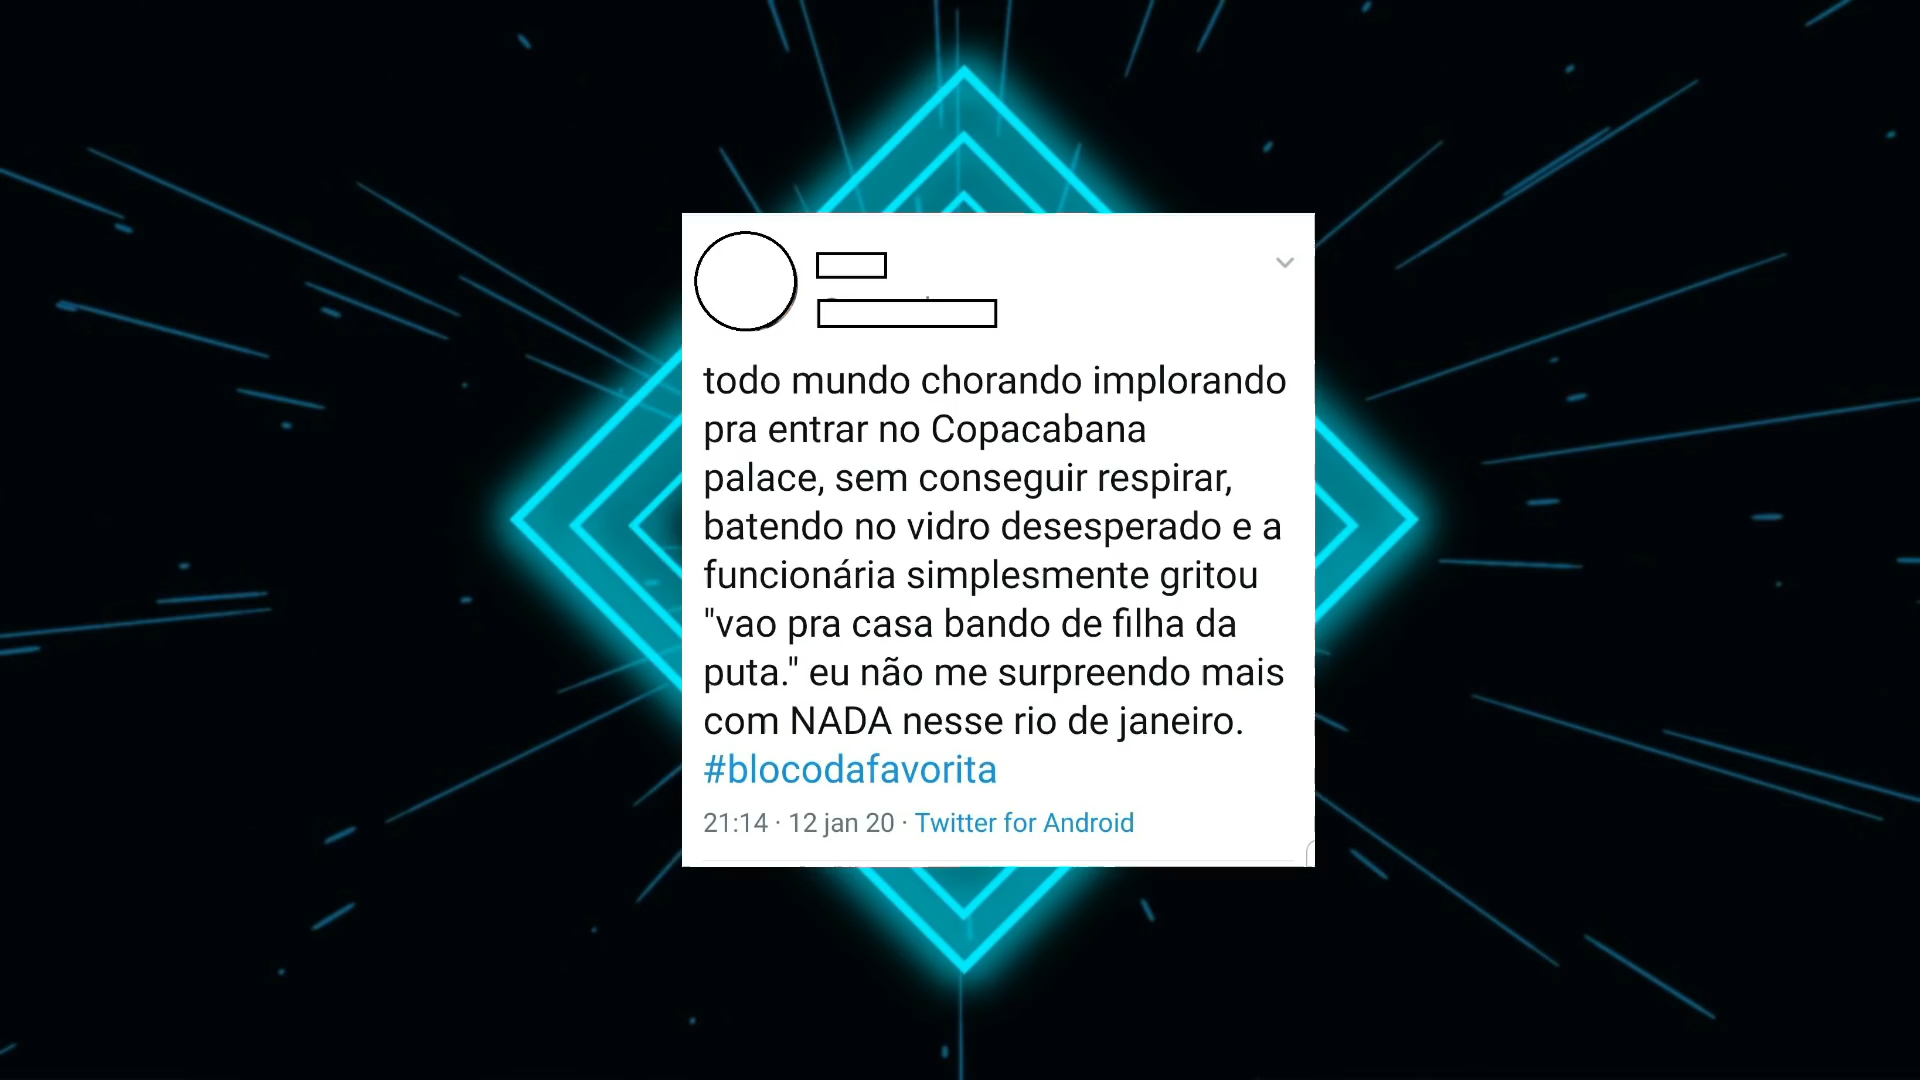 todo mundo chorando implorando
pra entrar no Copacabana
palace, sem conseguir respirar,
batendo no vidro desesperado e a
funcionária simplesmente gritou
"vao pra casa bando de filha da
puta." eu não me surpreendo mais
com NADA nesse rio de janeiro.
#blocodafavorita
21:14 · 12 jan 20 · Twitter for Android